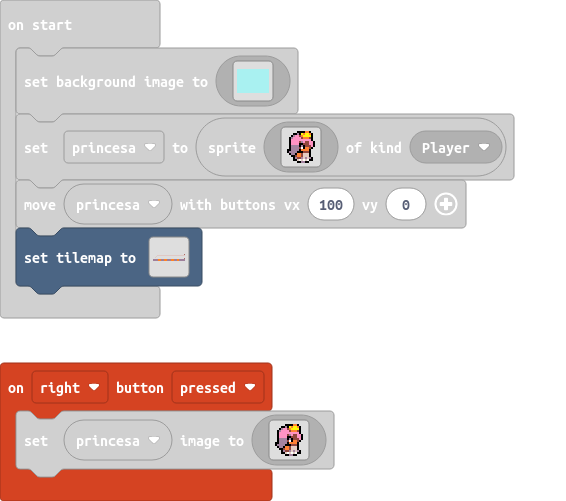 on start
set background image to
set princesa to sprite of kind Player
move princesa with buttons vx 100 vy 0
set tilemap to
on right button pressed
set princesa image to